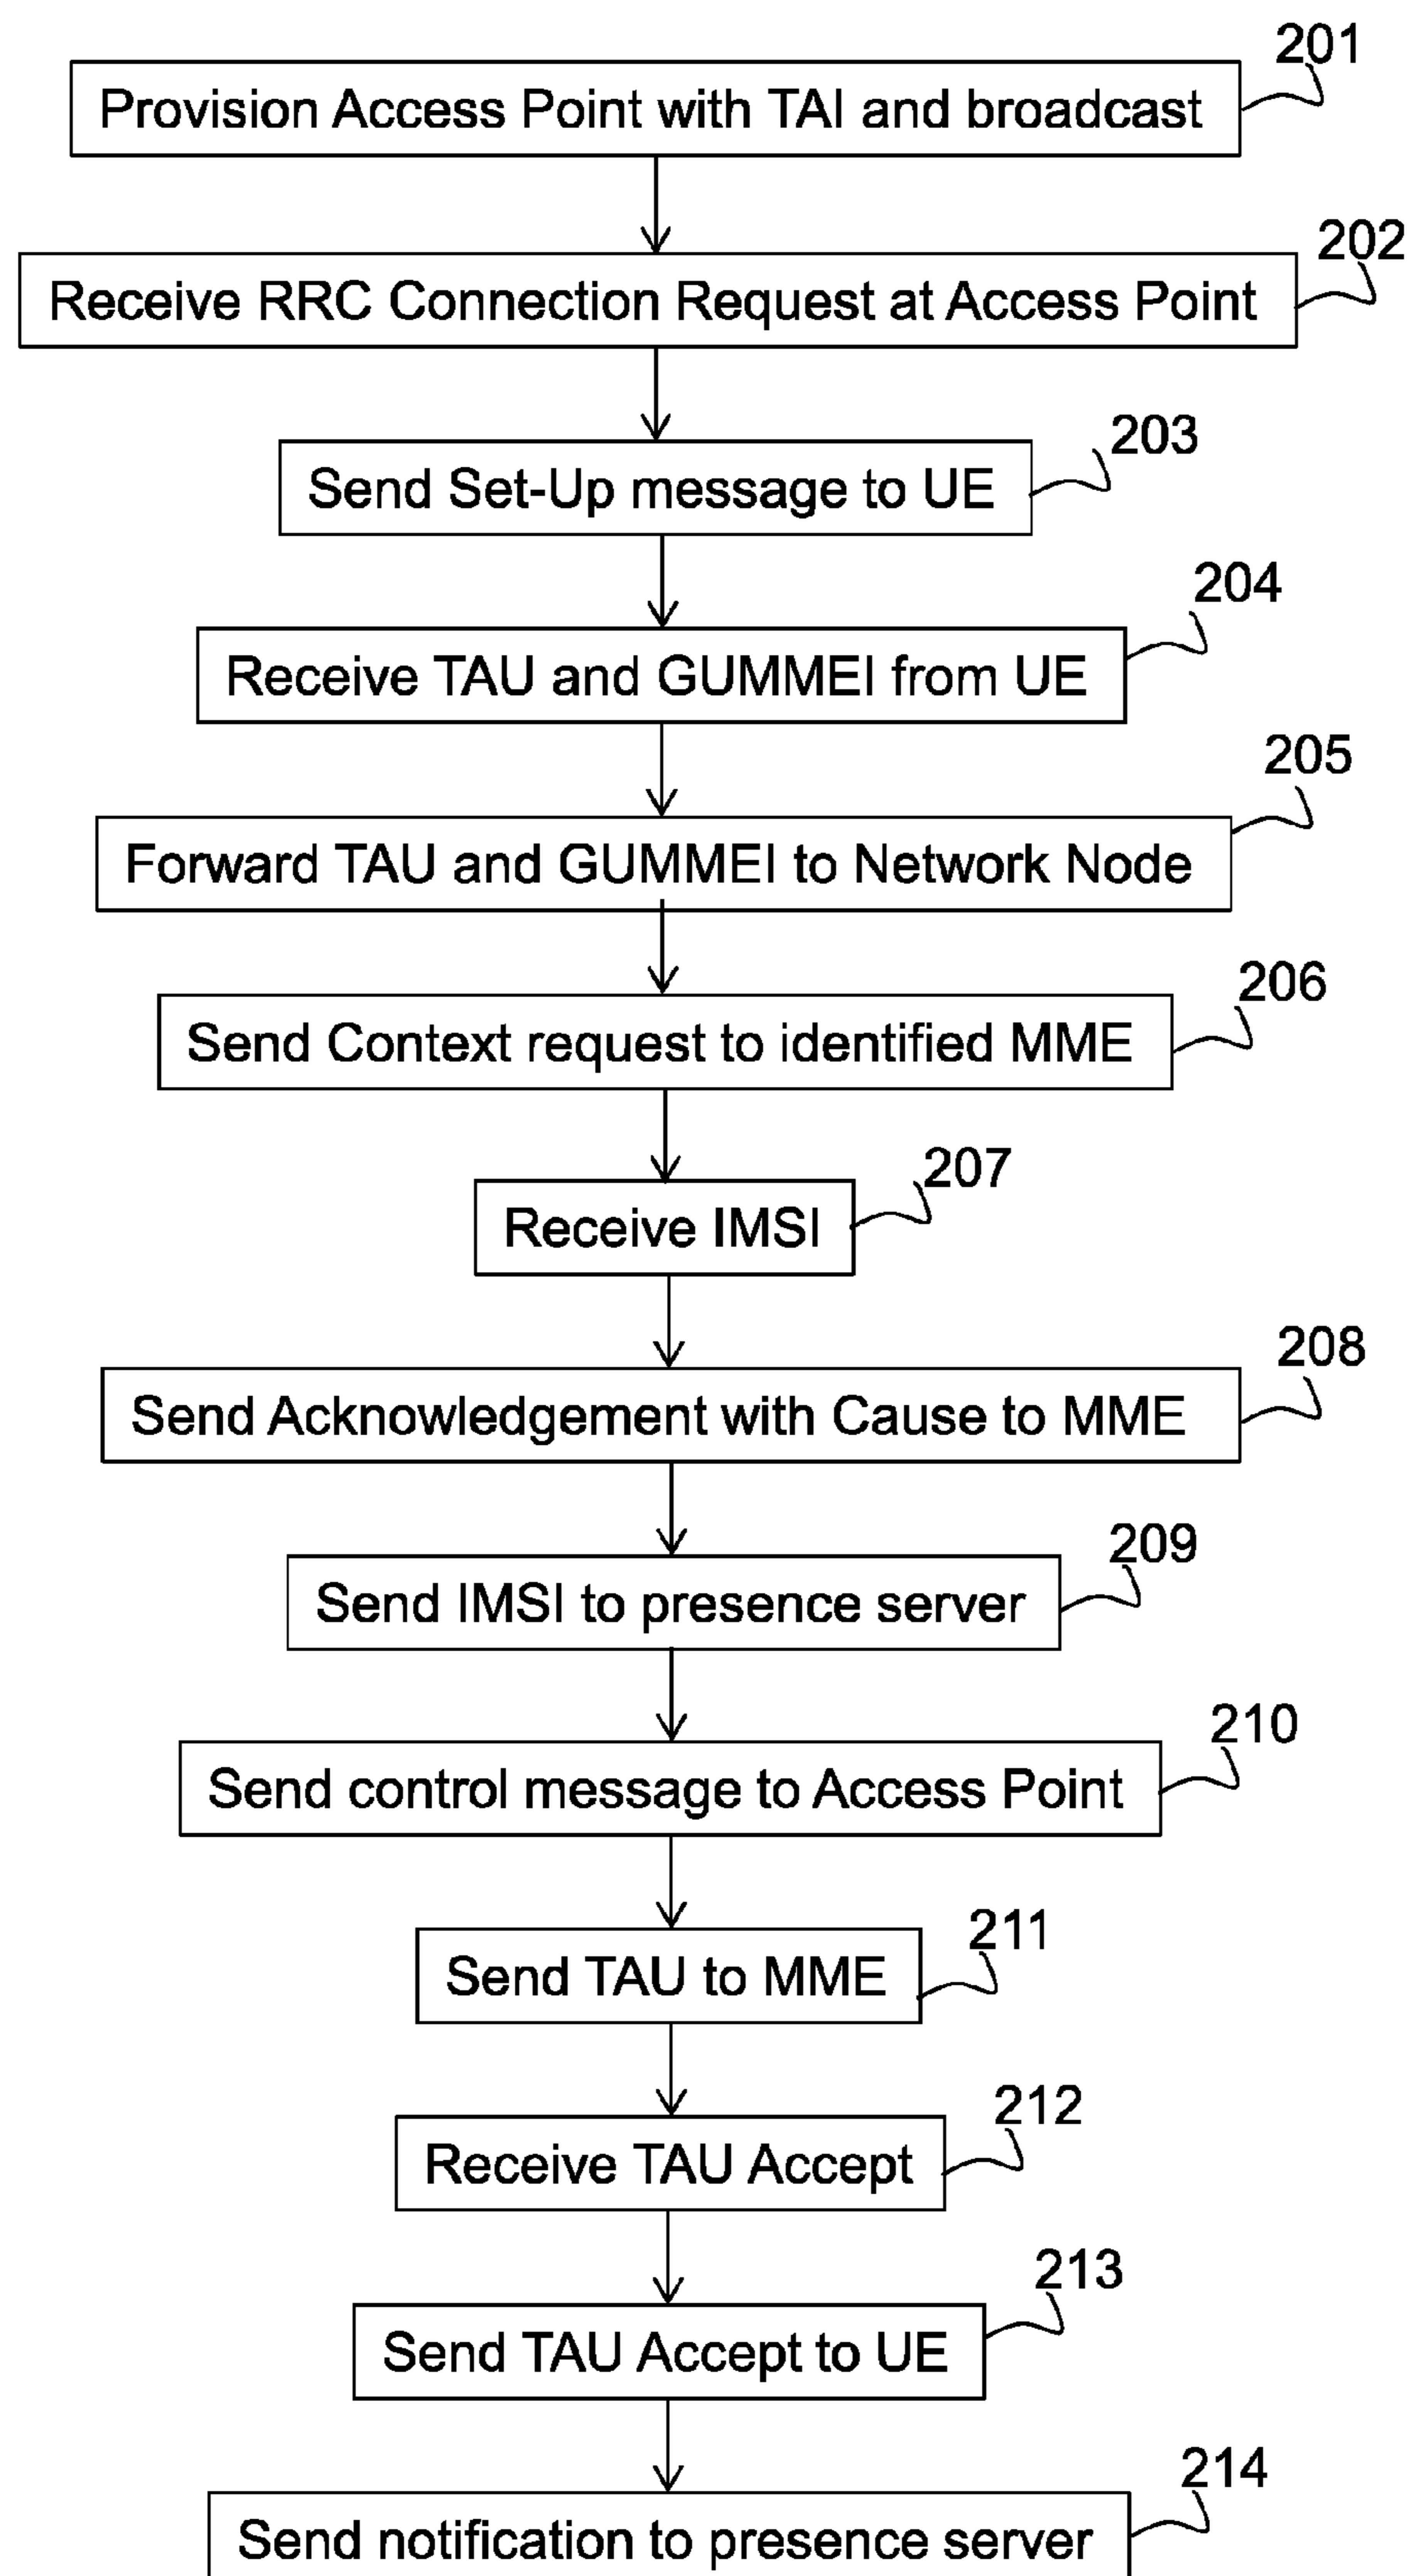 201
Provision Access Point with TAI and broadcast
202
Receive RRC Connection Request at Access Point
203
Send Set-Up message to UE
204
Receive TAU and GUMMEI from UE
205
Forward TAU and GUMMEI to Network Node
206
Send Context request to identified MME
207
Receive IMSI
208
Send Acknowledgement with Cause to MME
209
Send IMSI to presence server
210
Send control message to Access Point
211
Send TAU to MME
212
Receive TAU Accept
213
Send TAU Accept to UE
214
Send notification to presence server